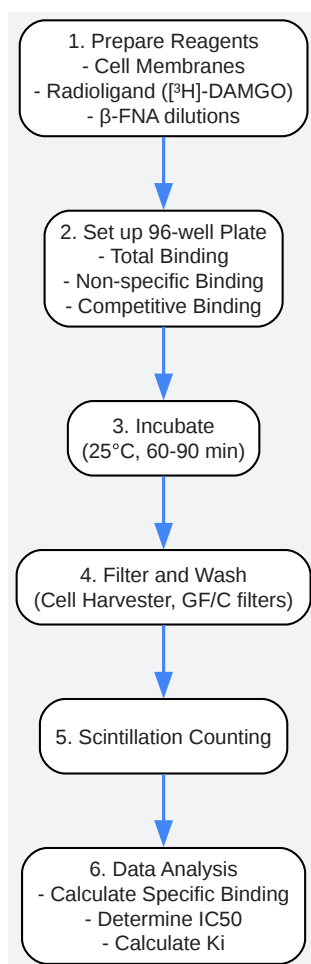 1. Prepare Reagents
- Cell Membranes
- Radioligand ([³H]-DAMGO)
- β-FNA dilutions
2. Set up 96-well Plate
- Total Binding
- Non-specific Binding
- Competitive Binding
3. Incubate
(25°C, 60-90 min)
4. Filter and Wash
(Cell Harvester, GF/C filters)
5. Scintillation Counting
6. Data Analysis
- Calculate Specific Binding
- Determine IC50
- Calculate Ki